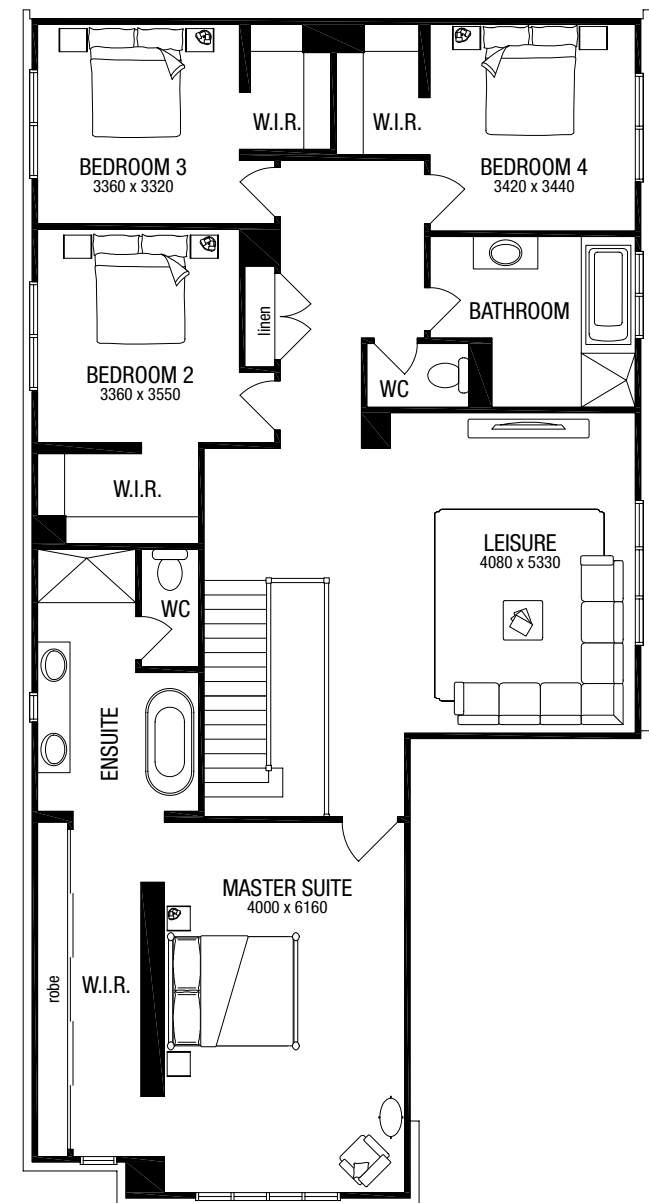 W.I.R.
W.I.R.
BEDROOM 3
3360 x 3320
BEDROOM 4
3420 x 3440
linen
BATHROOM
BEDROOM 2
3360 x 3550
WC
W.I.R.
LEISURE
4080 x 5330
WC
ENSUITE
MASTER SUITE
4000 x 6160
robe
W.I.R.